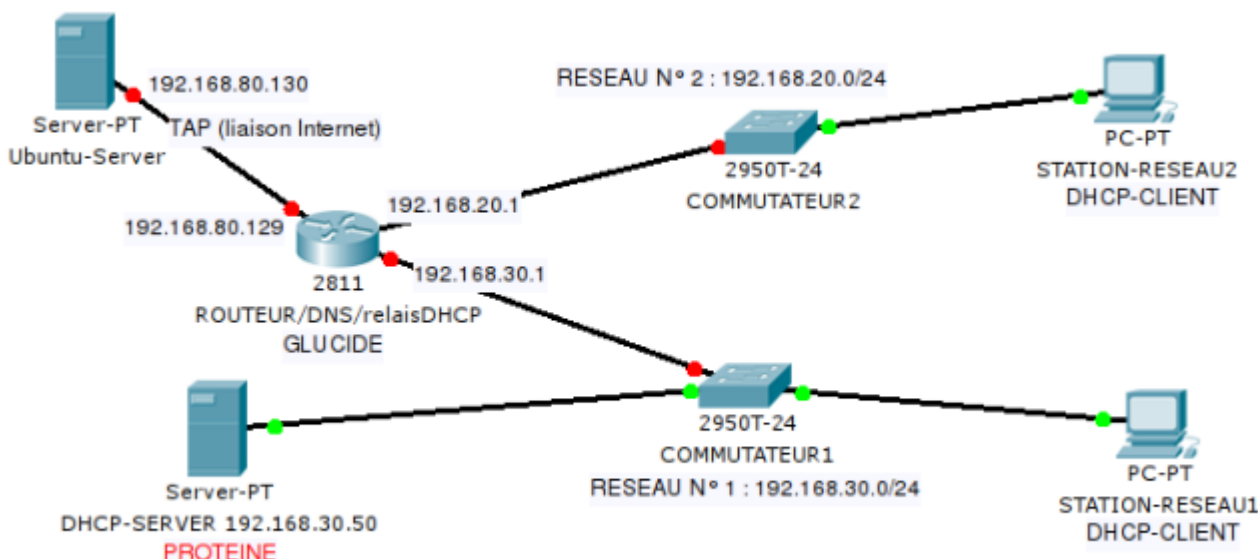 192.168.80.130
Server-PT
Ubuntu-Server
TAP (liaison Internet)
RESEAU N° 2 : 192.168.20.0/24
2950T-24
COMMUTATEUR2
PC-PT
STATION-RESEAU2
DHCP-CLIENT
192.168.20.1
192.168.80.129
192.168.30.1
2811
ROUTEUR/DNS/relaisDHCP
GLUCIDE
2950T-24
COMMUTATEUR1
RESEAU N° 1 : 192.168.30.0/24
Server-PT
DHCP-SERVER 192.168.30.50
PROTEINE
PC-PT
STATION-RESEAU1
DHCP-CLIENT